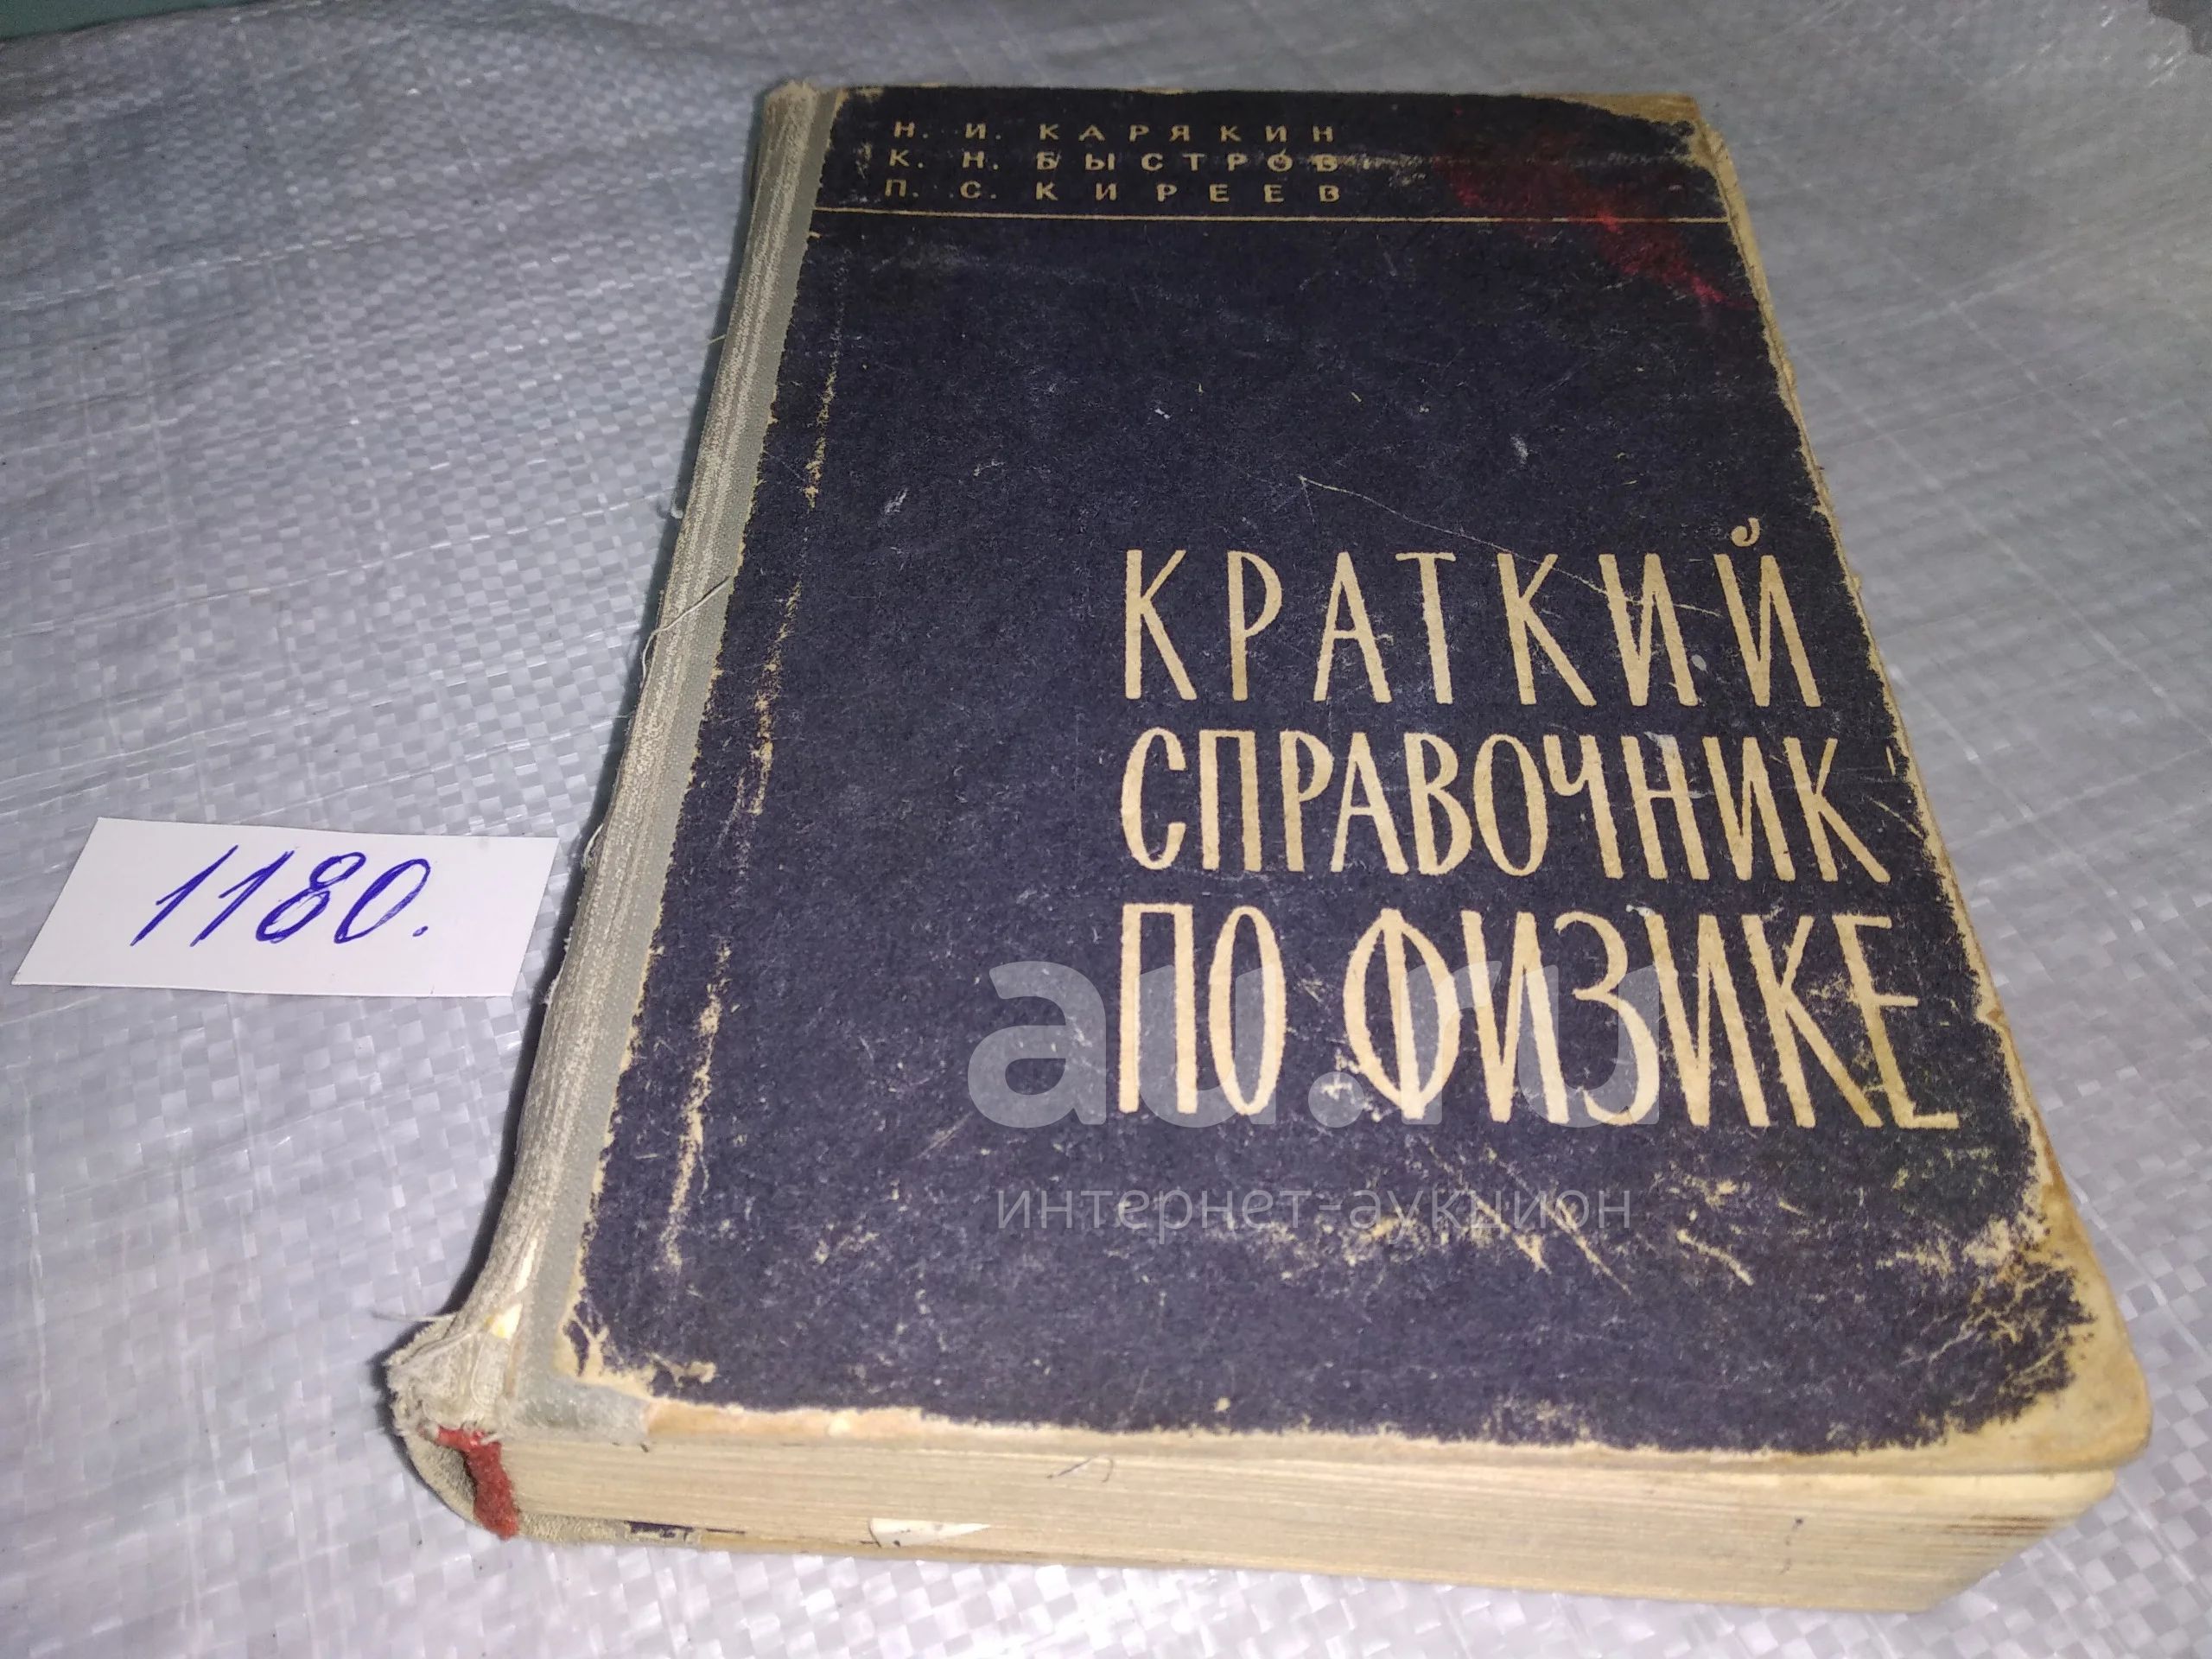 Н. И. КАРЯКИН
К. Н. БЫСТРОВ
П. С. КИРЕЕВ
КРАТКИЙ
СПРАВОЧНИК
ПО ФИЗИКЕ
1180.
au.ru
интернет-аукцион